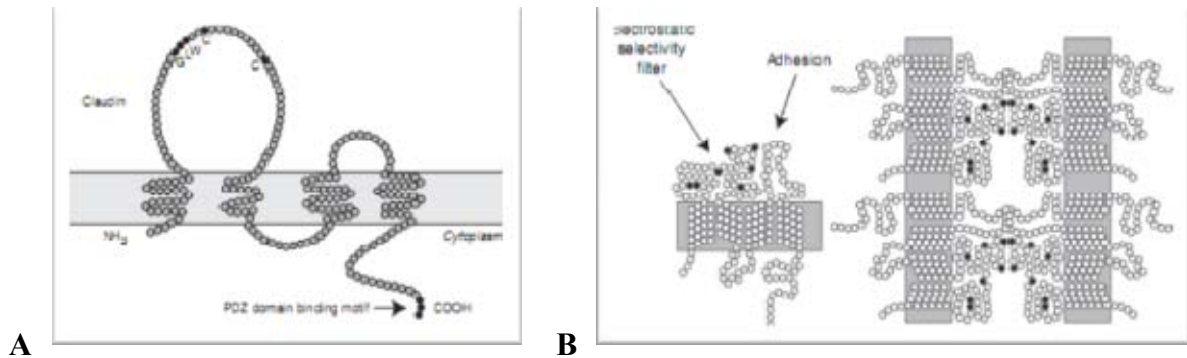 Claudin
G L W C
C
NH₂
Cytoplasm
PDZ domain binding motif
COOH
A
selectivity
filter
Adhesion
B